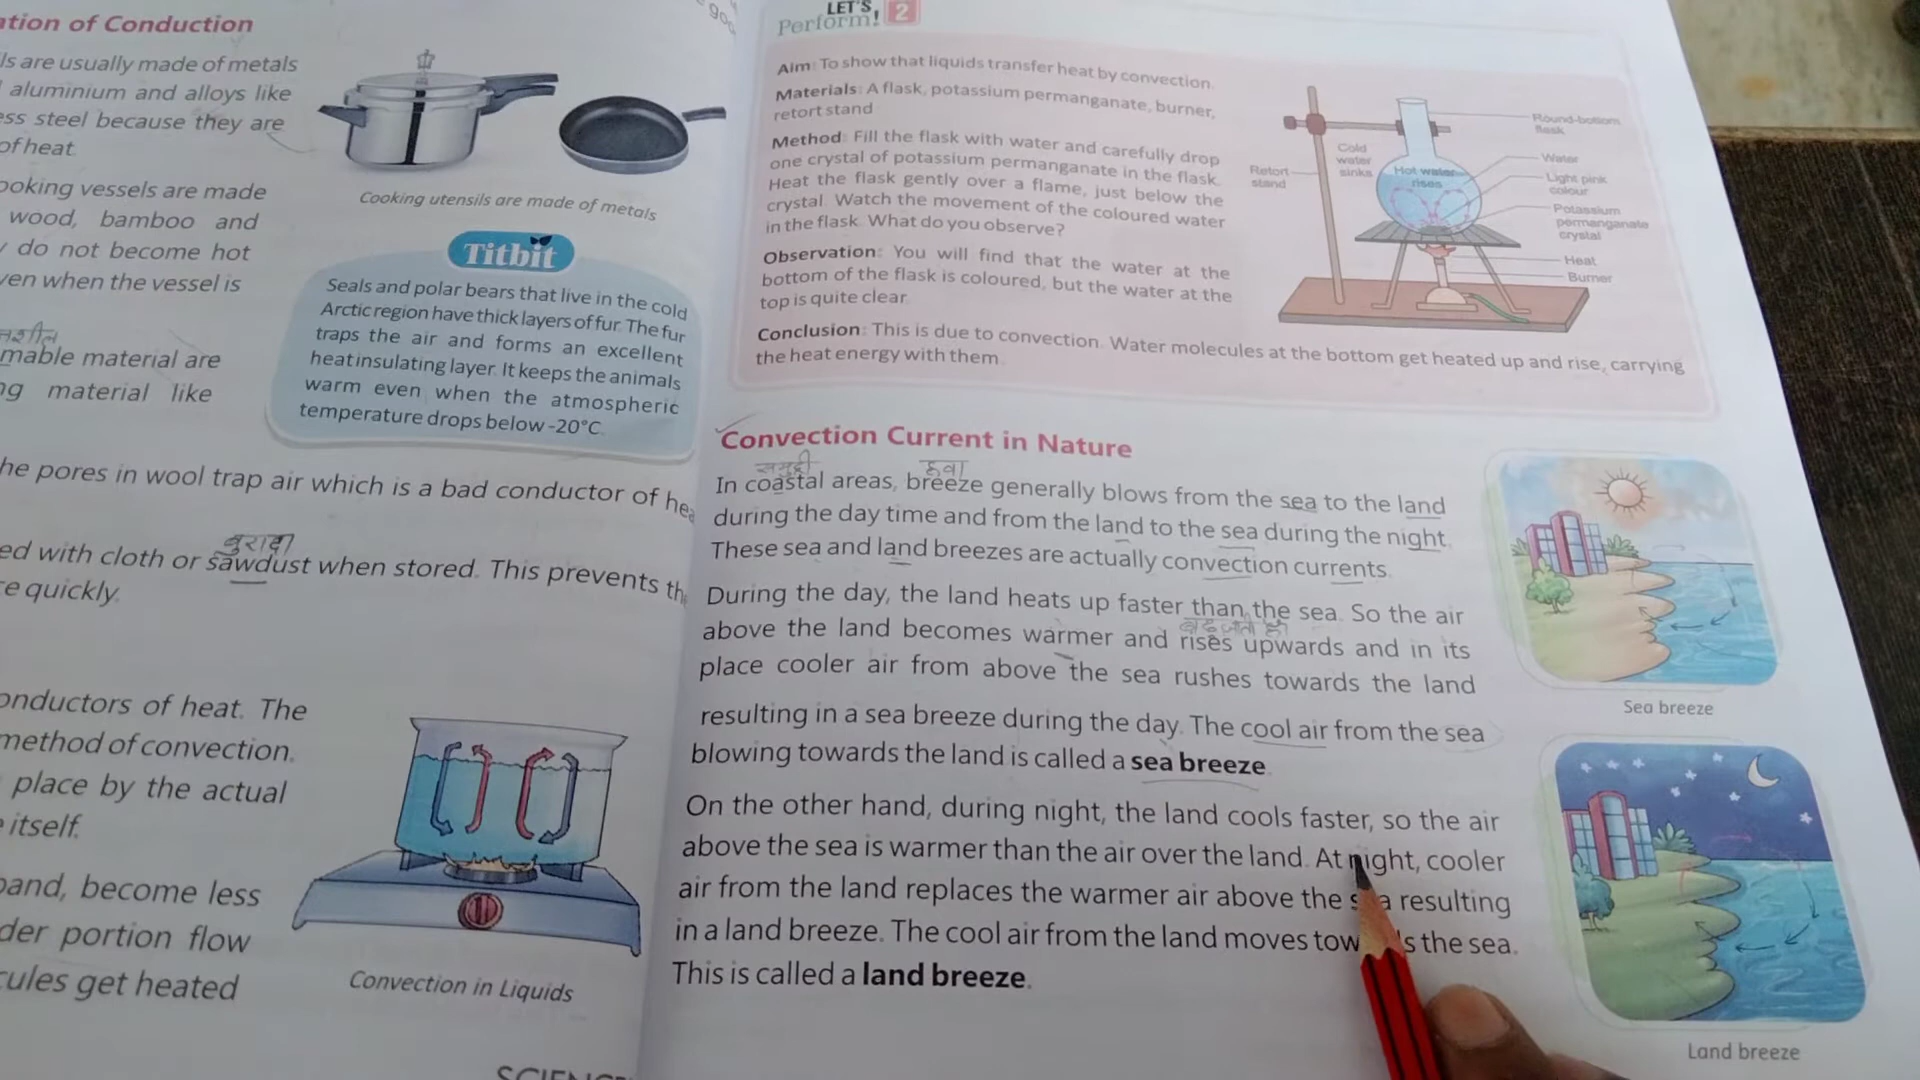 ation of Conduction
ls are usually made of metals
aluminium and alloys like
ess steel because they are
of heat.
ooking vessels are made
wood, bamboo and
y do not become hot
ven when the vessel is
mable material are
ng material like
Cooking utensils are made of metals
Titbit
Seals and polar bears that live in the cold
Arctic region have thick layers of fur. The fur
traps the air and forms an excellent
heat insulating layer. It keeps the animals
warm even when the atmospheric
temperature drops below -20°C.
he pores in wool trap air which is a bad conductor of hea
बुरादा
ed with cloth or sawdust when stored. This prevents th
e quickly.
onductors of heat. The
method of convection.
place by the actual
itself.
pand, become less
der portion flow
cules get heated
Convection in Liquids
LET'S
Perform! 2
Aim: To show that liquids transfer heat by convection.
Materials: A flask, potassium permanganate, burner,
retort stand
Method: Fill the flask with water and carefully drop
one crystal of potassium permanganate in the flask.
Heat the flask gently over a flame, just below the
crystal. Watch the movement of the coloured water
in the flask. What do you observe?
Observation: You will find that the water at the
bottom of the flask is coloured, but the water at the
top is quite clear.
Conclusion: This is due to convection. Water molecules at the bottom get heated up and rise, carrying
the heat energy with them.
Retort
stand
Cold
water
sinks
Hot water
rises
Round-bottom
flask
Water
Light pink
colour
Potassium
permanganate
crystal
Heat
Burner
Convection Current in Nature
समुद्री हवा
In coastal areas, breeze generally blows from the sea to the land
during the day time and from the land to the sea during the night.
These sea and land breezes are actually convection currents.
During the day, the land heats up faster than the sea. So the air
above the land becomes warmer and rises upwards and in its
place cooler air from above the sea rushes towards the land
resulting in a sea breeze during the day. The cool air from the sea
blowing towards the land is called a sea breeze.
On the other hand, during night, the land cools faster, so the air
above the sea is warmer than the air over the land. At night, cooler
air from the land replaces the warmer air above the sea resulting
in a land breeze. The cool air from the land moves towards the sea.
This is called a land breeze.
Sea breeze
Land breeze